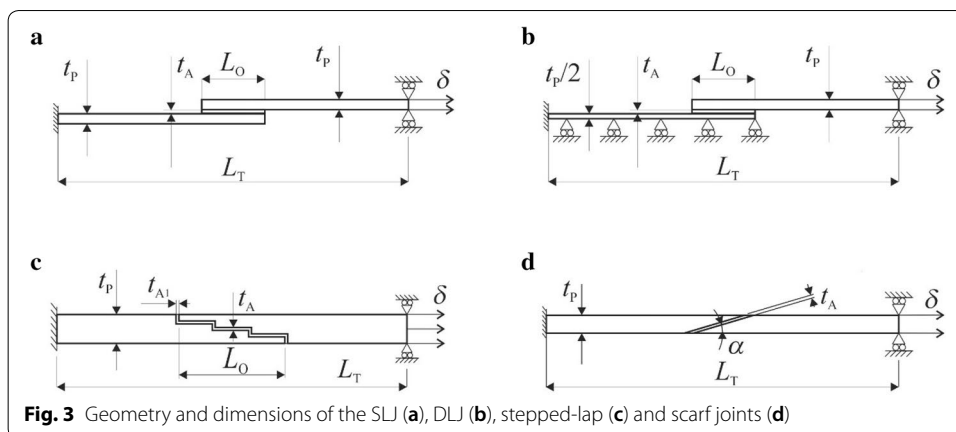 a
t_P
t_A
L_O
t_P
δ
L_T
b
t_P/2
t_A
L_O
t_P
δ
L_T
c
t_P
t_A1
t_A
L_O
L_T
δ
d
t_P
α
t_A
δ
L_T
Fig. 3 Geometry and dimensions of the SLJ (a), DLJ (b), stepped-lap (c) and scarf joints (d)